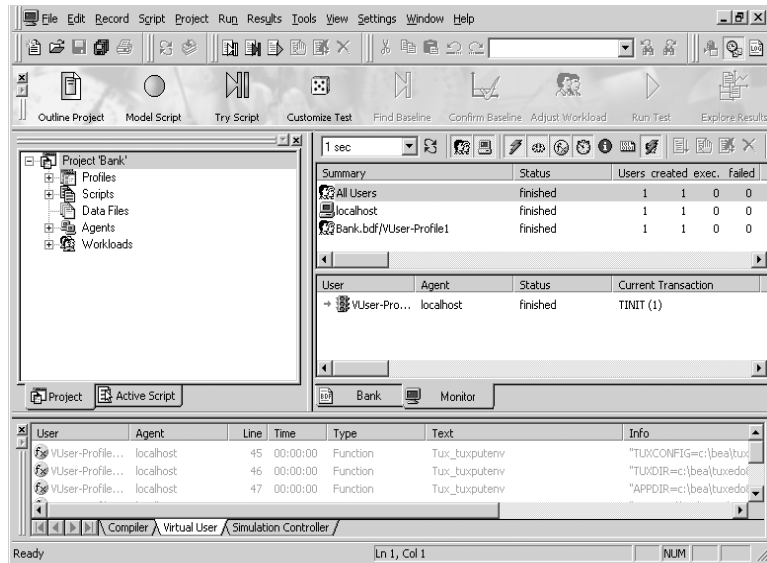 File Edit Record Script Project Run Results Tools View Settings Window Help
Outline Project Model Script Try Script Customize Test Find Baseline Confirm Baseline Adjust Workload Run Test Explore Results
Project 'Bank'
Profiles
Scripts
Data Files
Agents
Workloads
Project Active Script
1 sec
Summary Status Users created exec. failed
All Users finished 1 1 0 0
localhost finished 1 1 0 0
Bank.bdf/VUser-Profile1 finished 1 1 0 0
User Agent Status Current Transaction
VUser-Pro... localhost finished TINIT (1)
Bank Monitor
User Agent Line Time Type Text Info
VUser-Profile... localhost 45 00:00:00 Function Tux_tuxputenv "TUXCONFIG=c:\bea\tux
VUser-Profile... localhost 46 00:00:00 Function Tux_tuxputenv "TUXDIR=c:\bea\tuxedo
VUser-Profile... localhost 47 00:00:00 Function Tux_tuxputenv "APPDIR=c:\bea\tuxedo
Compiler Virtual User Simulation Controller
Ready Ln 1, Col 1 NUM